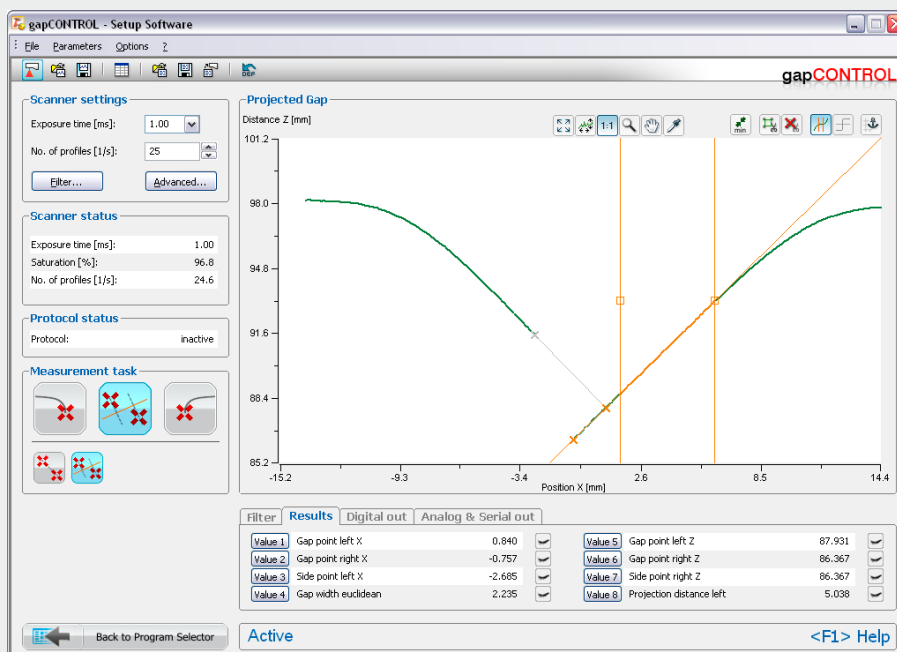 gapCONTROL - Setup Software
File Parameters Options ?
gapCONTROL
Scanner settings
Exposure time [ms]: 1.00
No. of profiles [1/s]: 25
Filter... Advanced...
Scanner status
Exposure time [ms]: 1.00
Saturation [%]: 96.8
No. of profiles [1/s]: 24.6
Protocol status
Protocol: inactive
Measurement task
Back to Program Selector
Projected Gap
Distance Z [mm]
1:1
min
101.2
98.0
94.8
91.6
88.4
85.2
-15.2 -9.3 -3.4 2.6 8.5 14.4
Position X [mm]
Filter Results Digital out Analog & Serial out
Value 1 Gap point left X 0.840 Value 5 Gap point left Z 87.931
Value 2 Gap point right X -0.757 Value 6 Gap point right Z 86.367
Value 3 Side point left X -2.685 Value 7 Side point right Z 86.367
Value 4 Gap width euclidean 2.235 Value 8 Projection distance left 5.038
Active <F1> Help